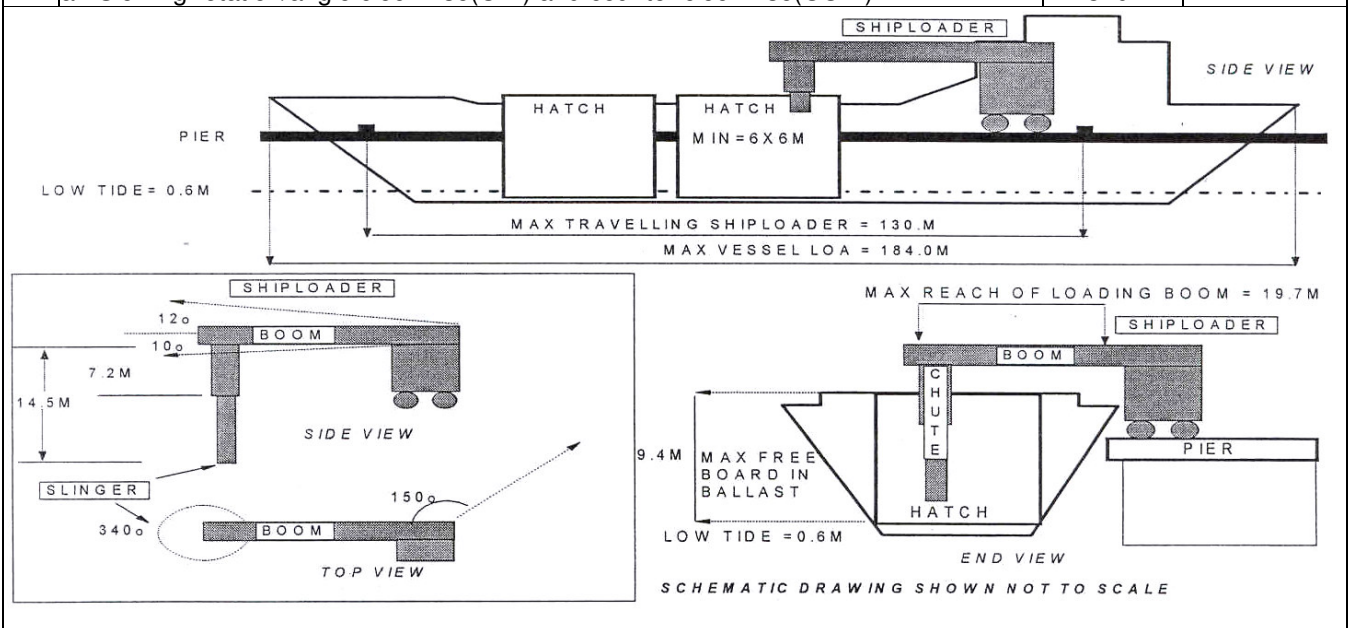 SHIPLOADER
SIDE VIEW
HATCH
HATCH
MIN=6X6M
PIER
LOW TIDE= 0.6M
MAX TRAVELLING SHIPLOADER = 130.M
MAX VESSEL LOA = 184.0M
SHIPLOADER
12o
BOOM
10o
7.2M
14.5M
SIDE VIEW
SLINGER
150o
340o
BOOM
TOP VIEW
MAX REACH OF LOADING BOOM = 19.7M
SHIPLOADER
BOOM
CHUTE
9.4M
MAX FREE
BOARD IN
BALLAST
PIER
HATCH
LOW TIDE =0.6M
END VIEW
SCHEMATIC DRAWING SHOWN NOT TO SCALE